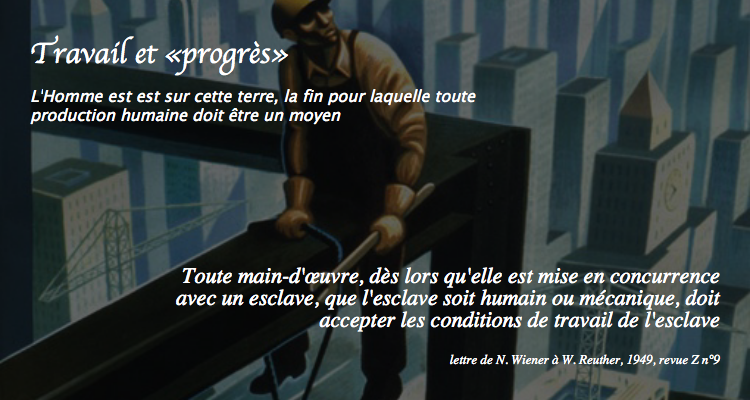 Travail et «progrès»
L'Homme est est sur cette terre, la fin pour laquelle toute
production humaine doit être un moyen
Toute main-d'œuvre, dès lors qu'elle est mise en concurrence
avec un esclave, que l'esclave soit humain ou mécanique, doit
accepter les conditions de travail de l'esclave
lettre de N. Wiener à W. Reuther, 1949, revue Z n°9